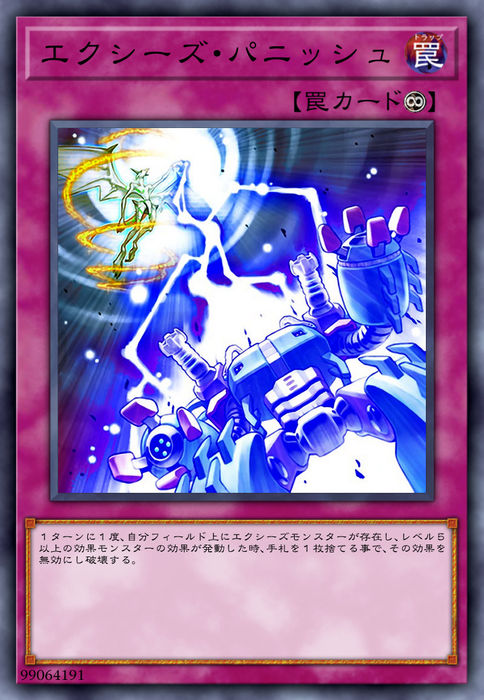 エクシーズ・パニッシュ
トラップ
罠
【罠カード】
1ターンに1度、自分フィールド上にエクシーズモンスターが存在し、レベル5
以上の効果モンスターの効果が発動した時、手札を1枚捨てる事で、その効果を
無効にし破壊する。
99064191